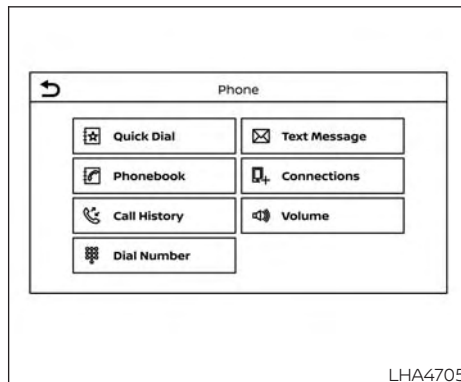 Phone
Quick Dial
Text Message
Phonebook
Connections
Call History
Volume
Dial Number
LHA4705